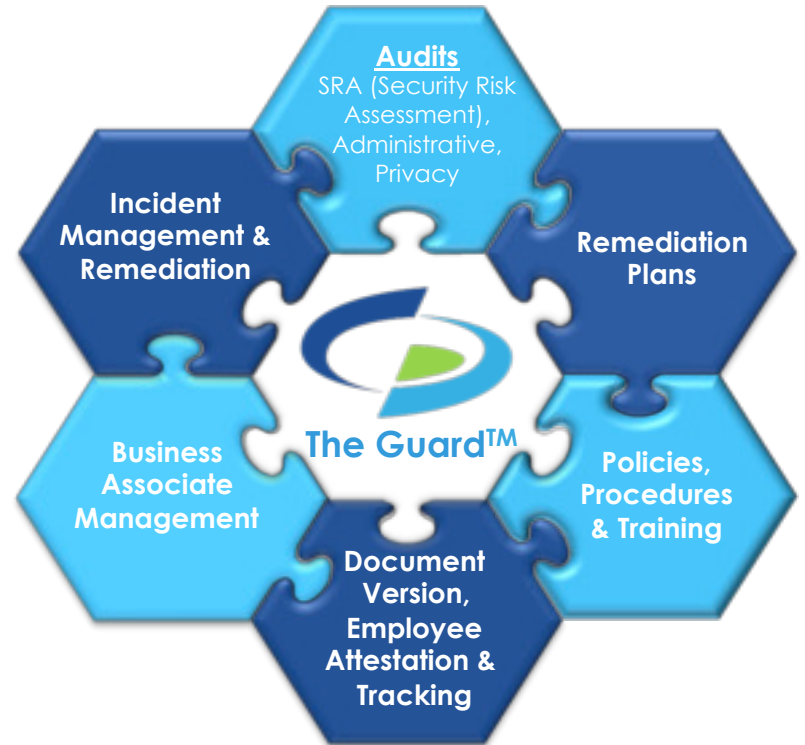 Audits
SRA (Security Risk
Assessment),
Administrative,
Privacy
Remediation
Plans
Policies,
Procedures
& Training
Document
Version,
Employee
Attestation &
Tracking
Business
Associate
Management
Incident
Management &
Remediation
The Guard™